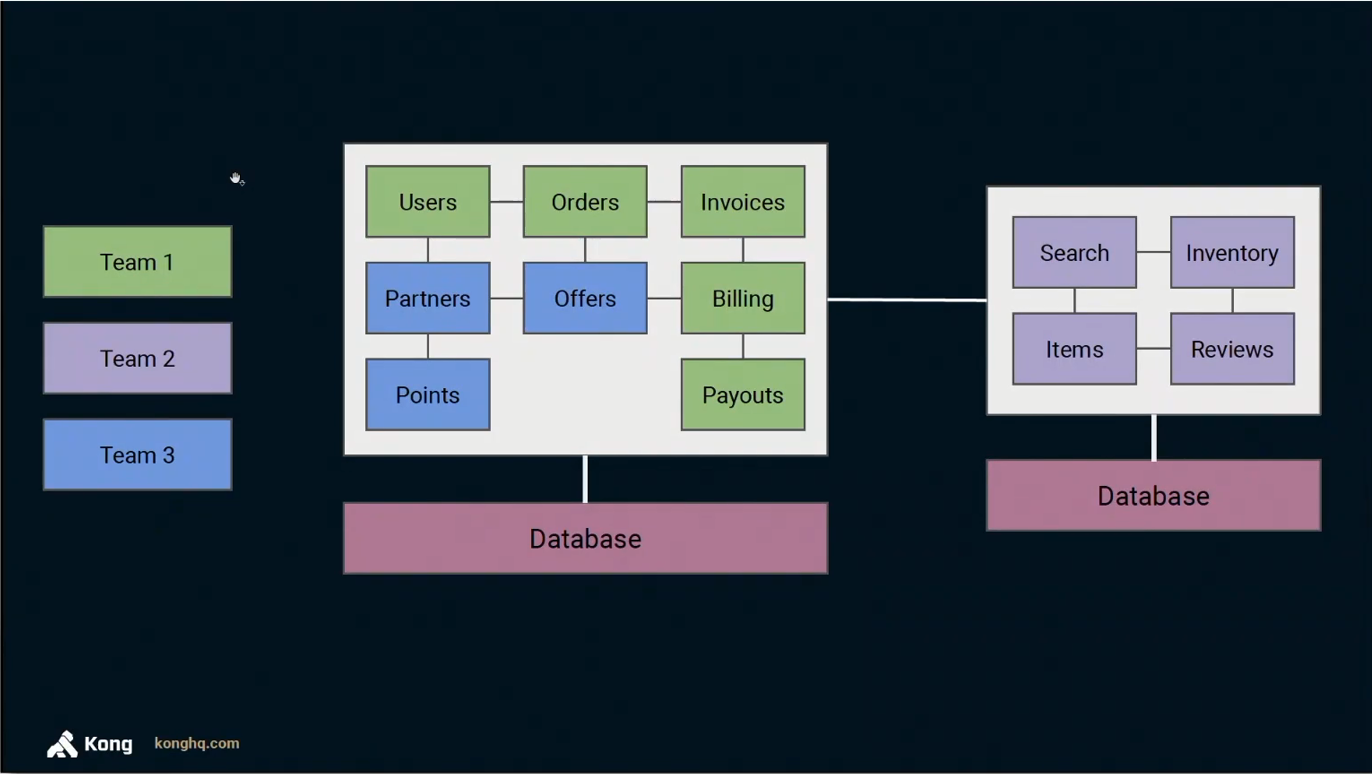 Team 1
Team 2
Team 3
Users
Orders
Invoices
Partners
Offers
Billing
Points
Payouts
Database
Search
Inventory
Items
Reviews
Database
Kong
konghq.com